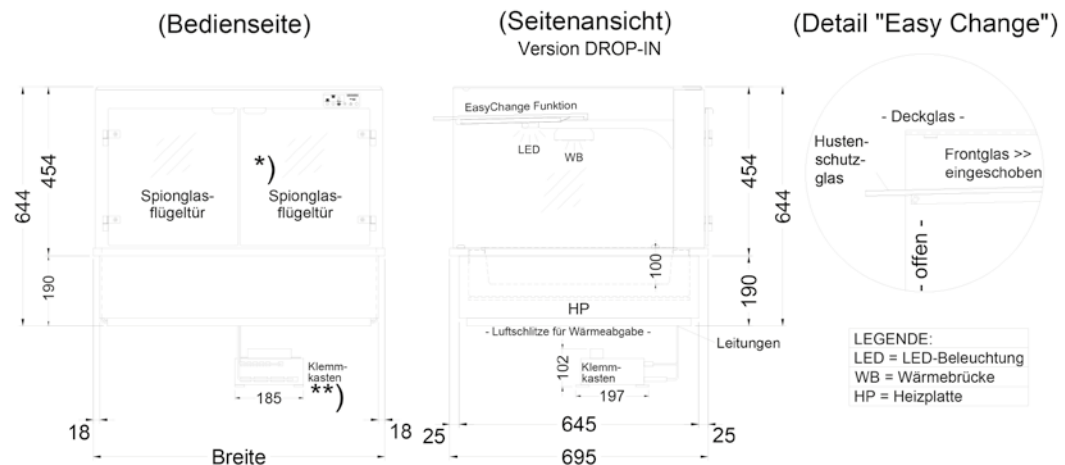 (Bedienseite)
644
454
190
*)
Spionglas-
flügeltür
Spionglas-
flügeltür
Klemm-
kasten
185
**)
18
18
Breite
(Seitenansicht)
Version DROP-IN
EasyChange Funktion
LED
WB
454
644
100
190
HP
- Luftschlitze für Wärmeabgabe -
Leitungen
102
Klemm-
kasten
197
25
645
25
695
(Detail "Easy Change")
- Deckglas -
Husten-
schutz-
glas
Frontglas >>
eingeschoben
- offen -
LEGENDE:
LED = LED-Beleuchtung
WB = Wärmebrücke
HP = Heizplatte